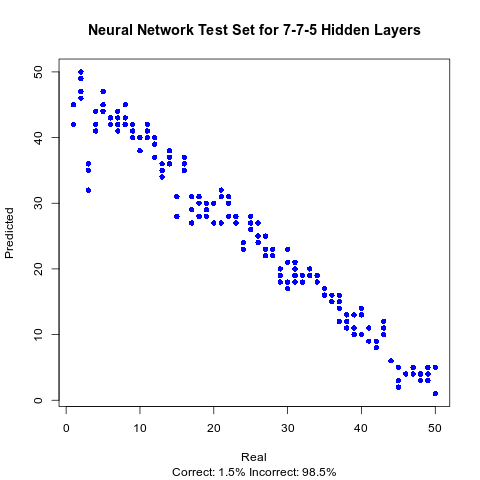 Neural Network Test Set for 7-7-5 Hidden Layers
Predicted
50
40
30
20
10
0
0 10 20 30 40 50
Real
Correct: 1.5% Incorrect: 98.5%